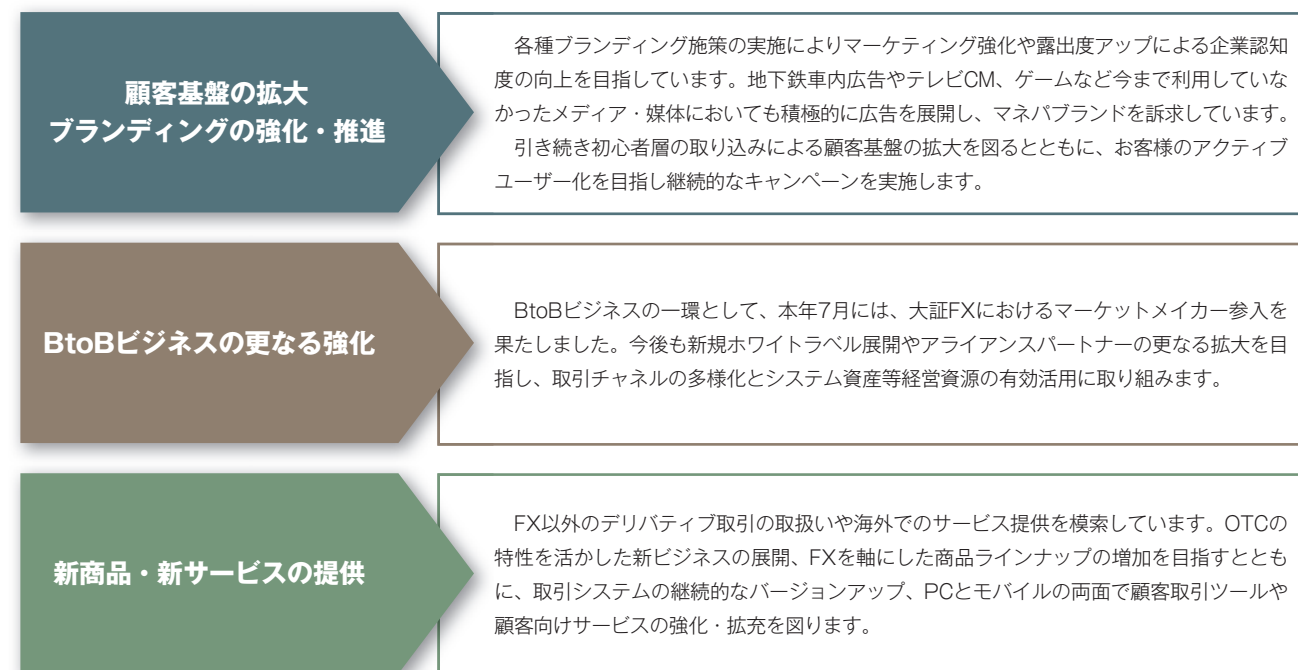 顧客基盤の拡大
ブランディングの強化・推進
各種ブランディング施策の実施によりマーケティング強化や露出度アップによる企業認知
度の向上を目指しています。地下鉄車内広告やテレビCM、ゲームなど今まで利用していな
かったメディア・媒体においても積極的に広告を展開し、マネパブランドを訴求しています。
引き続き初心者層の取り込みによる顧客基盤の拡大を図るとともに、お客様のアクティブ
ユーザー化を目指し継続的なキャンペーンを実施します。
BtoBビジネスの更なる強化
BtoBビジネスの一環として、本年7月には、大証FXにおけるマーケットメイカー参入を
果たしました。今後も新規ホワイトラベル展開やアライアンスパートナーの更なる拡大を目
指し、取引チャネルの多様化とシステム資産等経営資源の有効活用に取り組みます。
新商品・新サービスの提供
FX以外のデリバティブ取引の取扱いや海外でのサービス提供を模索しています。OTCの
特性を活かした新ビジネスの展開、FXを軸にした商品ラインナップの増加を目指すととも
に、取引システムの継続的なバージョンアップ、PCとモバイルの両面で顧客取引ツールや
顧客向けサービスの強化・拡充を図ります。